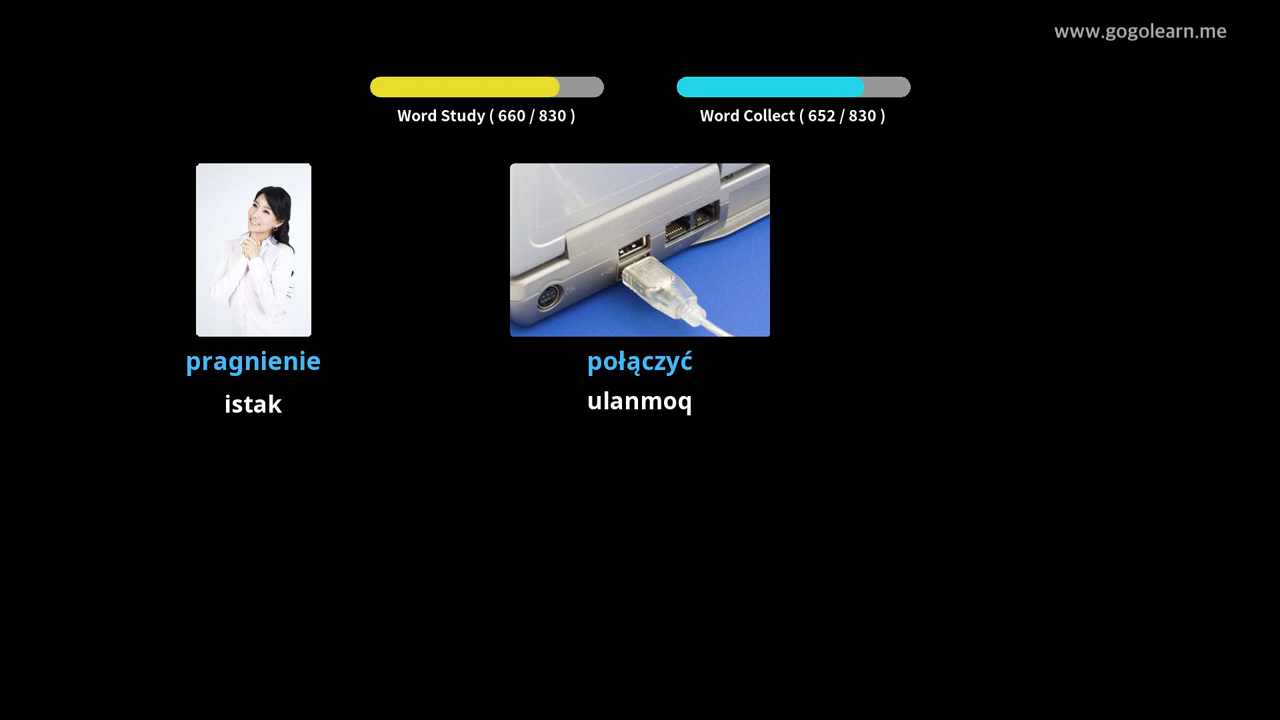 www.gogolearn.me
Word Study ( 660 / 830 )
Word Collect ( 652 / 830 )
pragnienie
połączyć
istak
ulanmoq